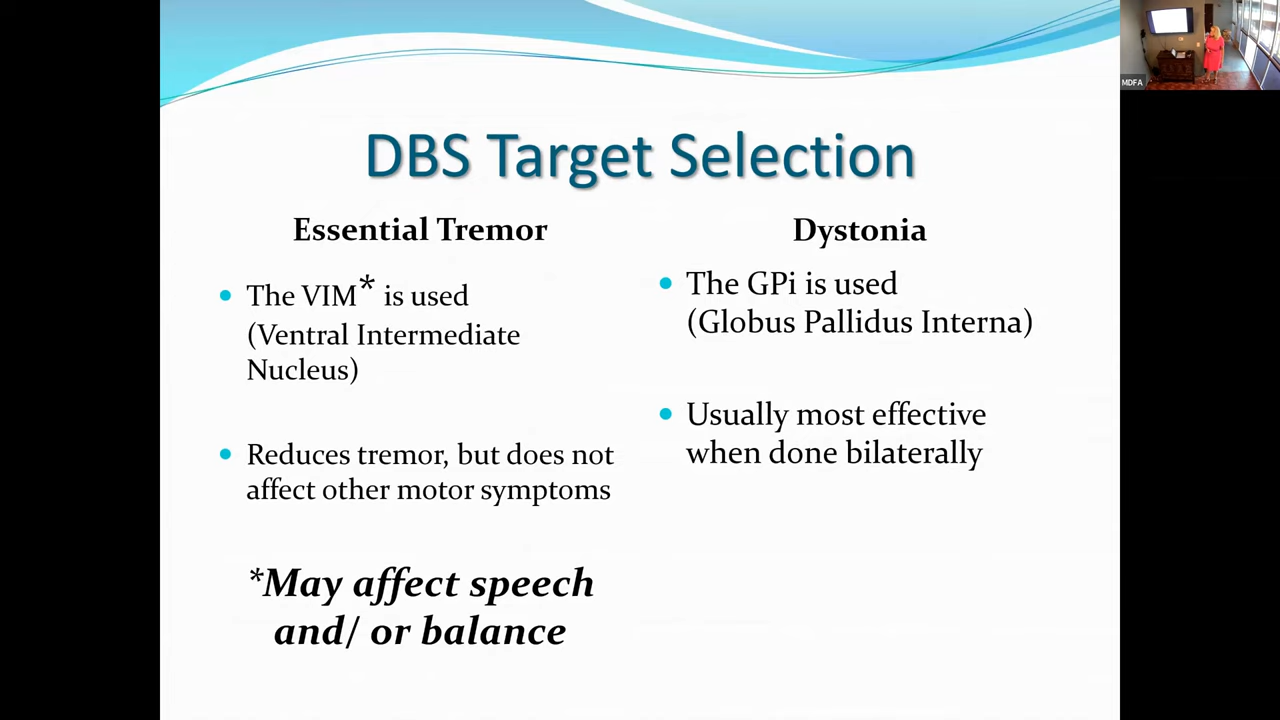 DBS Target Selection
Essential Tremor
The VIM* is used
(Ventral Intermediate
Nucleus)
Reduces tremor, but does not
affect other motor symptoms
*May affect speech
and/ or balance
Dystonia
The GPi is used
(Globus Pallidus Interna)
Usually most effective
when done bilaterally
MDFA